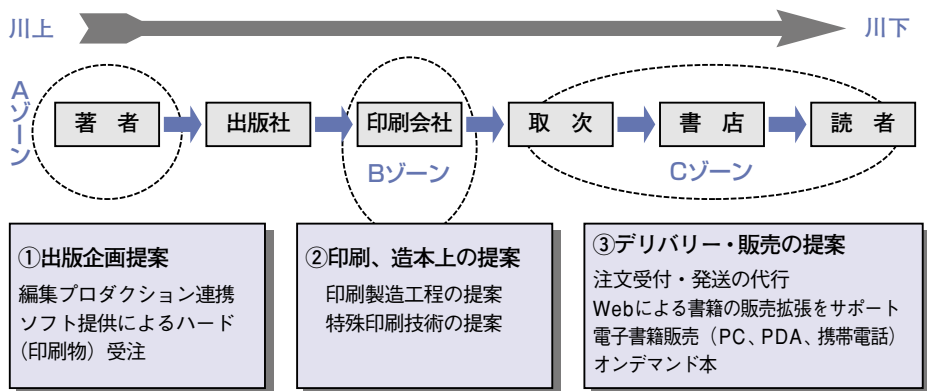 川上 川下
Aゾーン
著 者 出版社 印刷会社 取 次 書 店 読 者
Bゾーン Cゾーン
①出版企画提案
編集プロダクション連携
ソフト提供によるハード
(印刷物)受注
②印刷、造本上の提案
印刷製造工程の提案
特殊印刷技術の提案
③デリバリー・販売の提案
注文受付・発送の代行
Webによる書籍の販売拡張をサポート
電子書籍販売(PC、PDA、携帯電話)
オンデマンド本